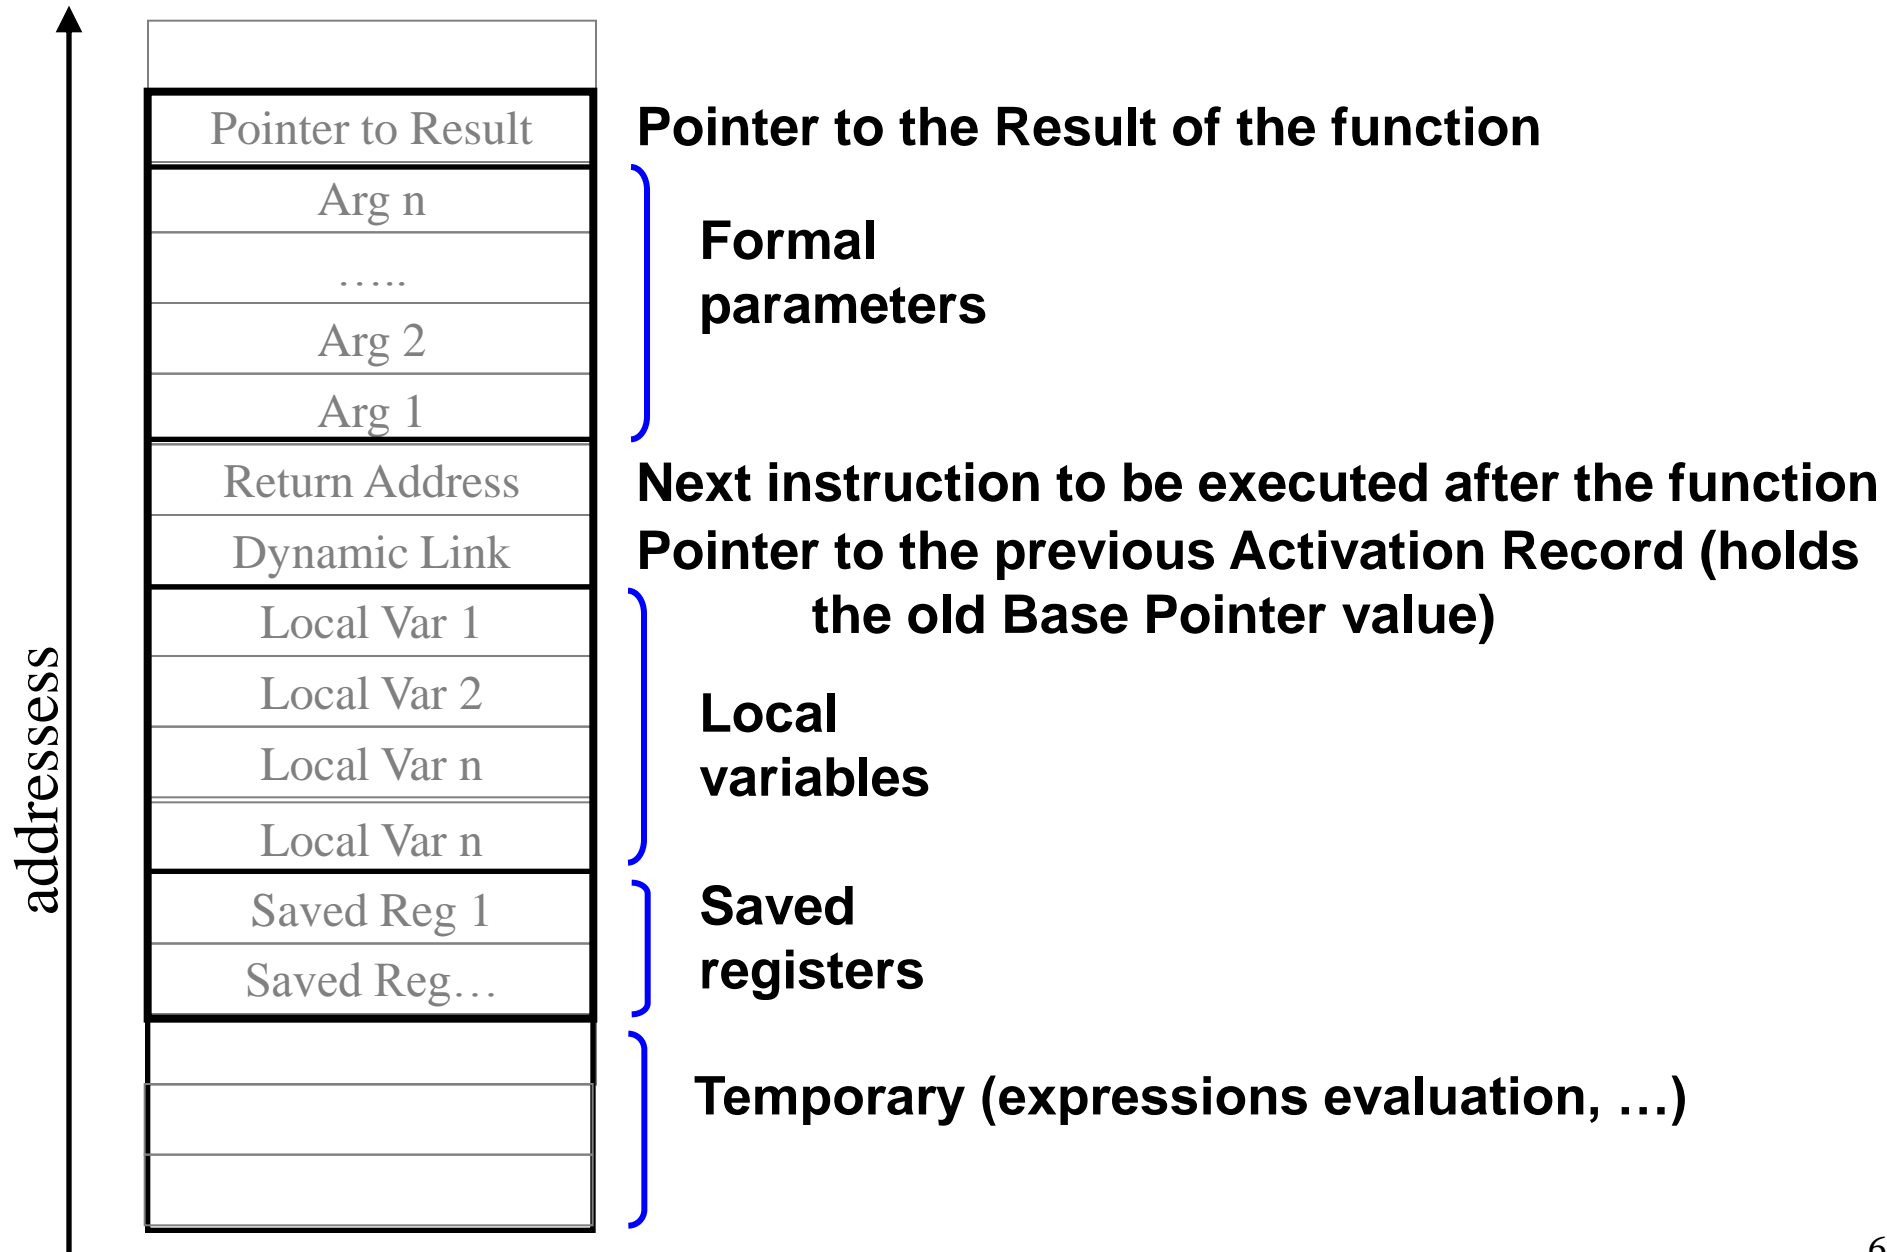 Pointer to Result
Pointer to the Result of the function
Arg n
…..
Arg 2
Arg 1
Formal
parameters
Return Address
Next instruction to be executed after the function
Dynamic Link
Pointer to the previous Activation Record (holds
the old Base Pointer value)
Local Var 1
Local Var 2
Local Var n
Local Var n
Local
variables
addressess
Saved Reg 1
Saved Reg…
Saved
registers
Temporary (expressions evaluation, …)
6